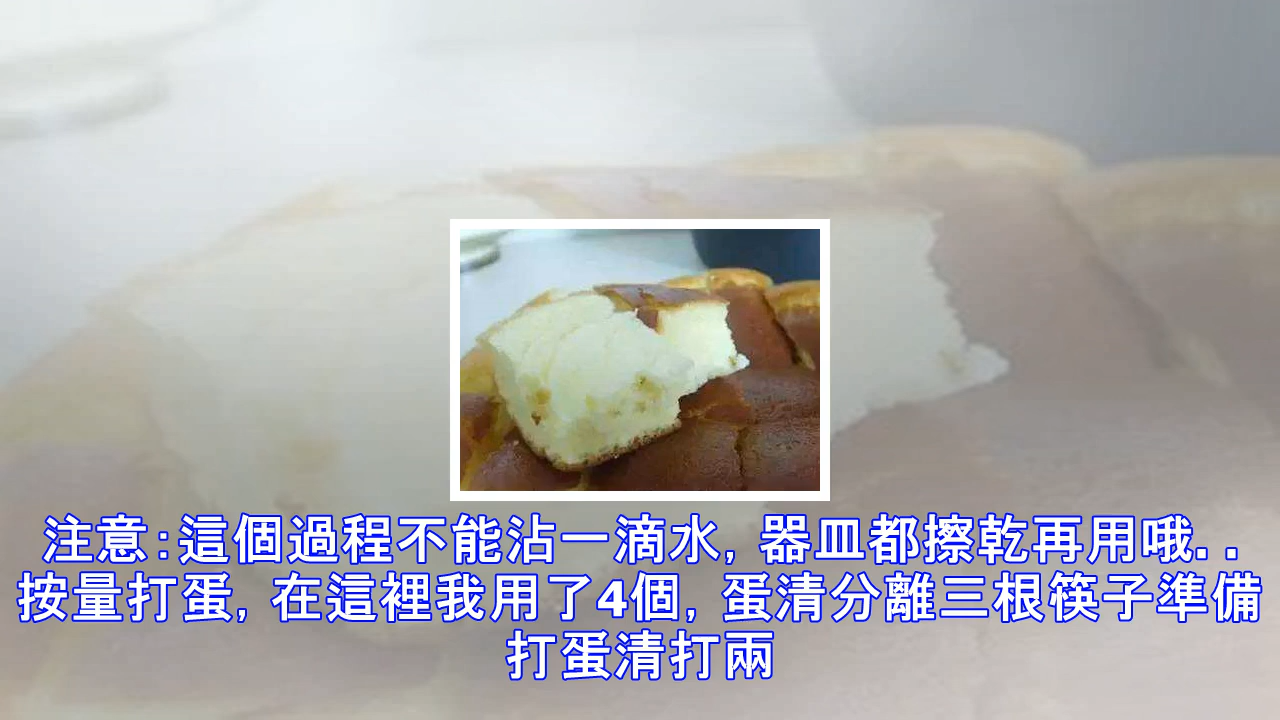 注意:這個過程不能沾一滴水, 器皿都擦乾再用哦. .
按量打蛋, 在這裡我用了4個, 蛋清分離三根筷子準備
打蛋清打兩